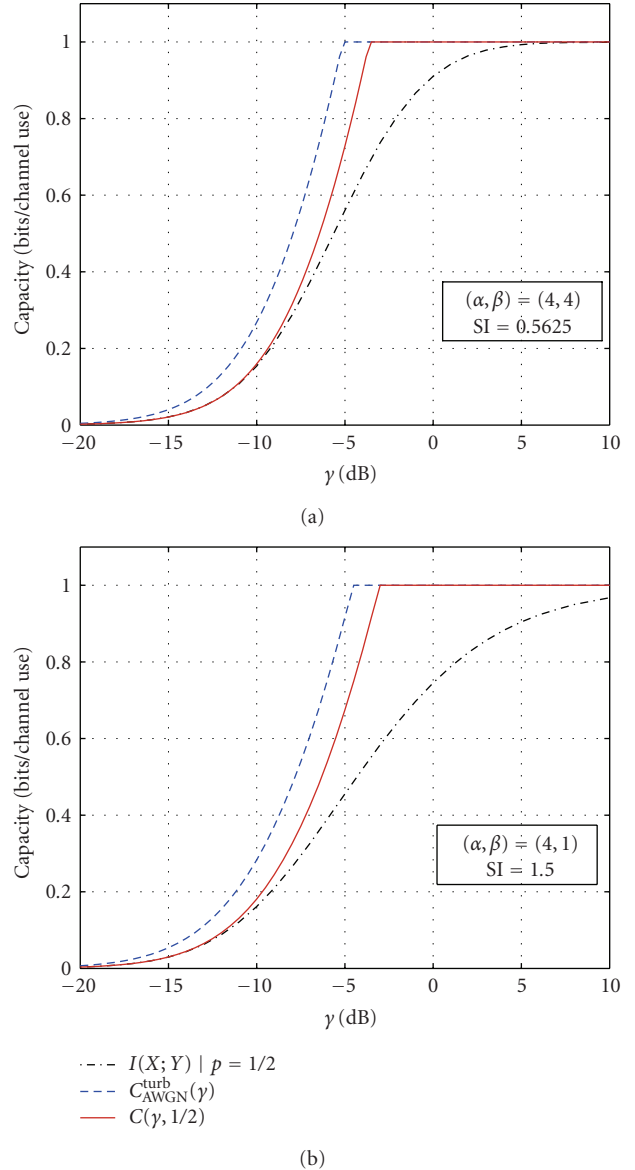 1
0.8
0.6
0.4
0.2
0
Capacity (bits/channel use)
(α, β) = (4, 4)
SI = 0.5625
−20 −15 −10 −5 0 5 10
γ (dB)
(a)
1
0.8
0.6
0.4
0.2
0
Capacity (bits/channel use)
(α, β) = (4, 1)
SI = 1.5
−20 −15 −10 −5 0 5 10
γ (dB)
I(X; Y) | p = 1/2
C^turb_AWGN(γ)
C(γ, 1/2)
(b)